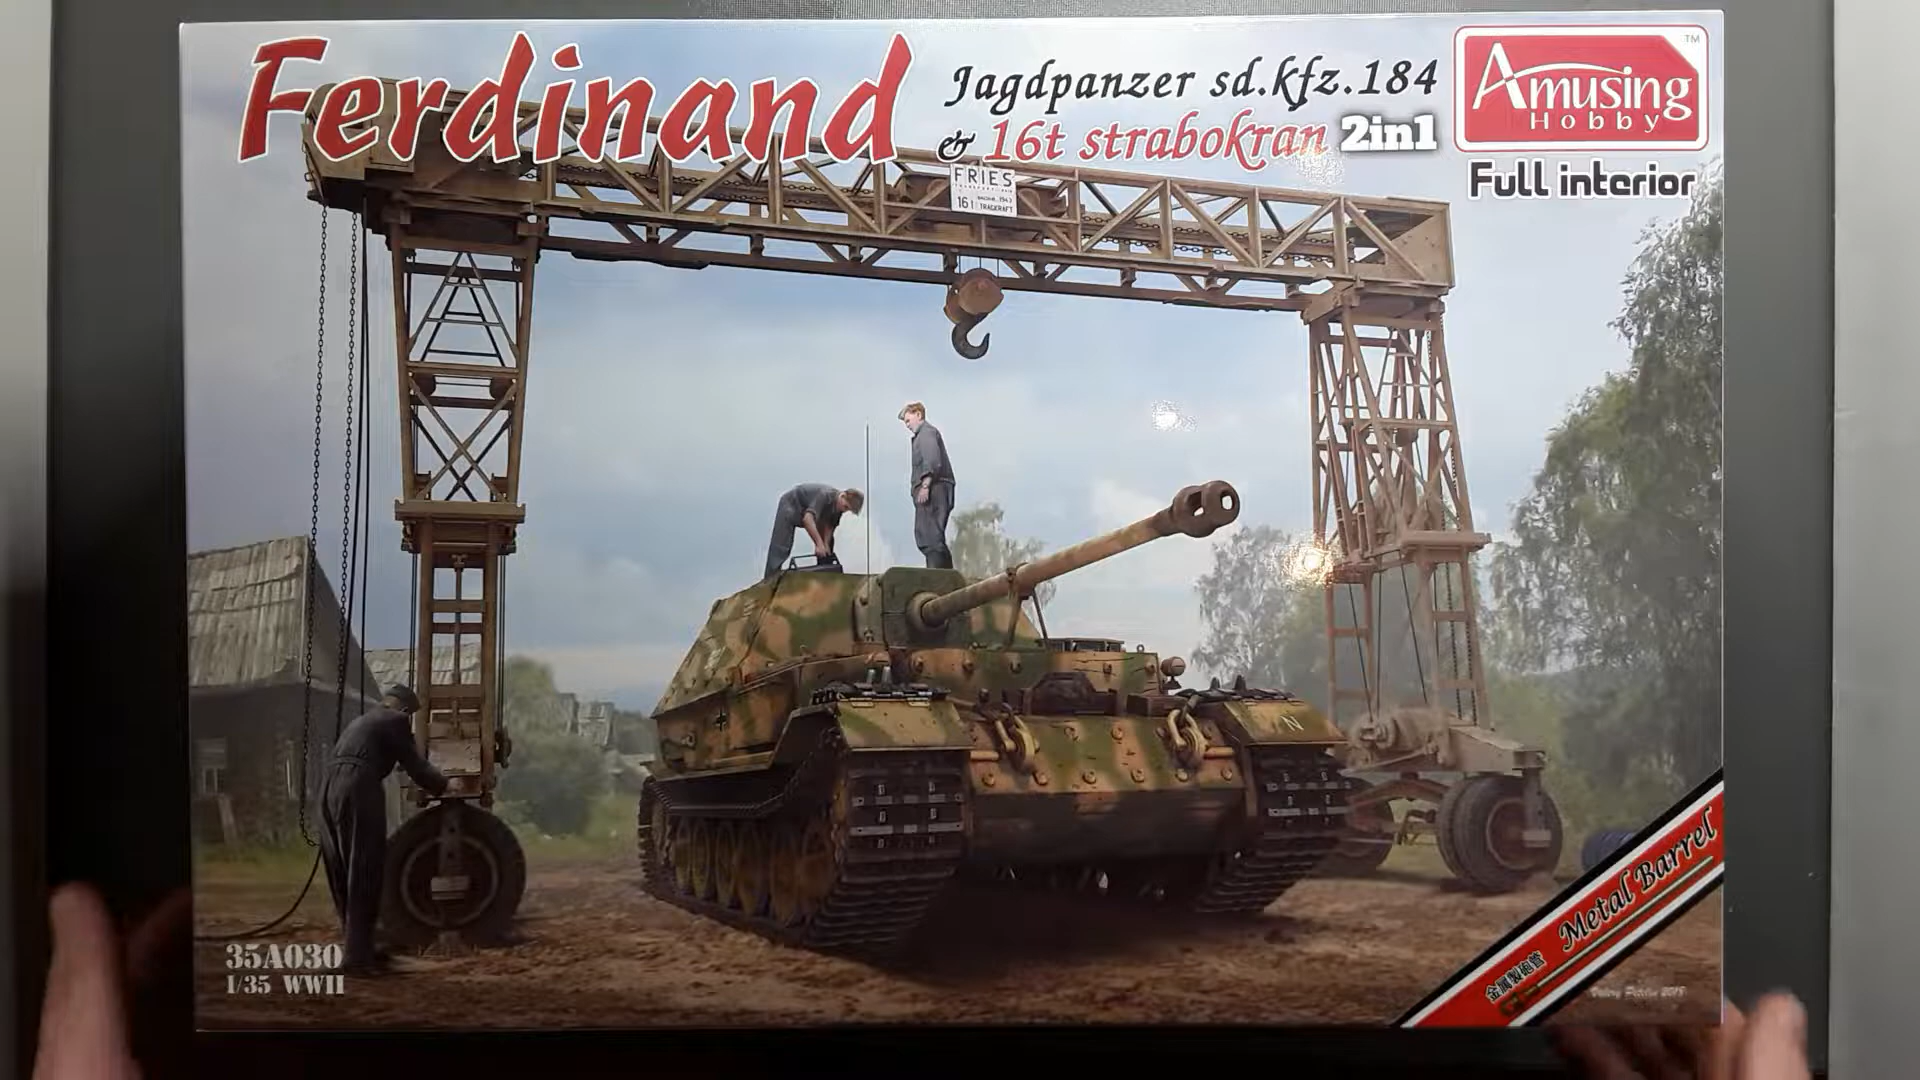 Ferdinand
Jagdpanzer sd.kfz.184
& 16t strabokran 2in1
Amusing
Hobby
TM
Full interior
FRIES
16t
TRAGKRAFT
N
35A030
1/35 WWII
金属製砲管 Metal Barrel